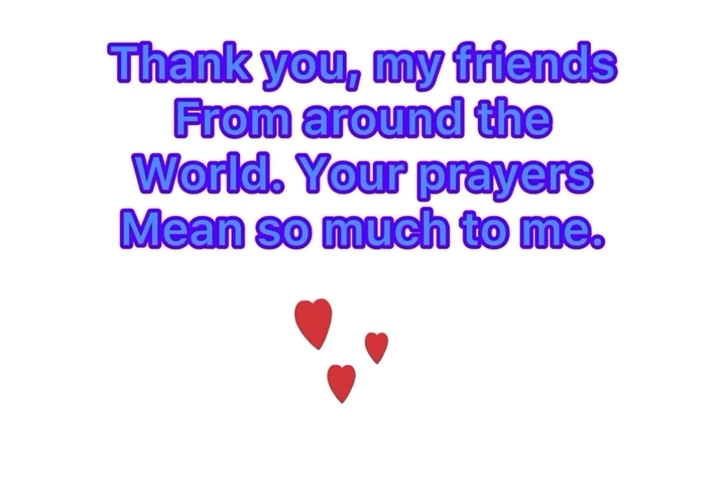 Thank you, my friends
From around the
World. Your prayers
Mean so much to me.